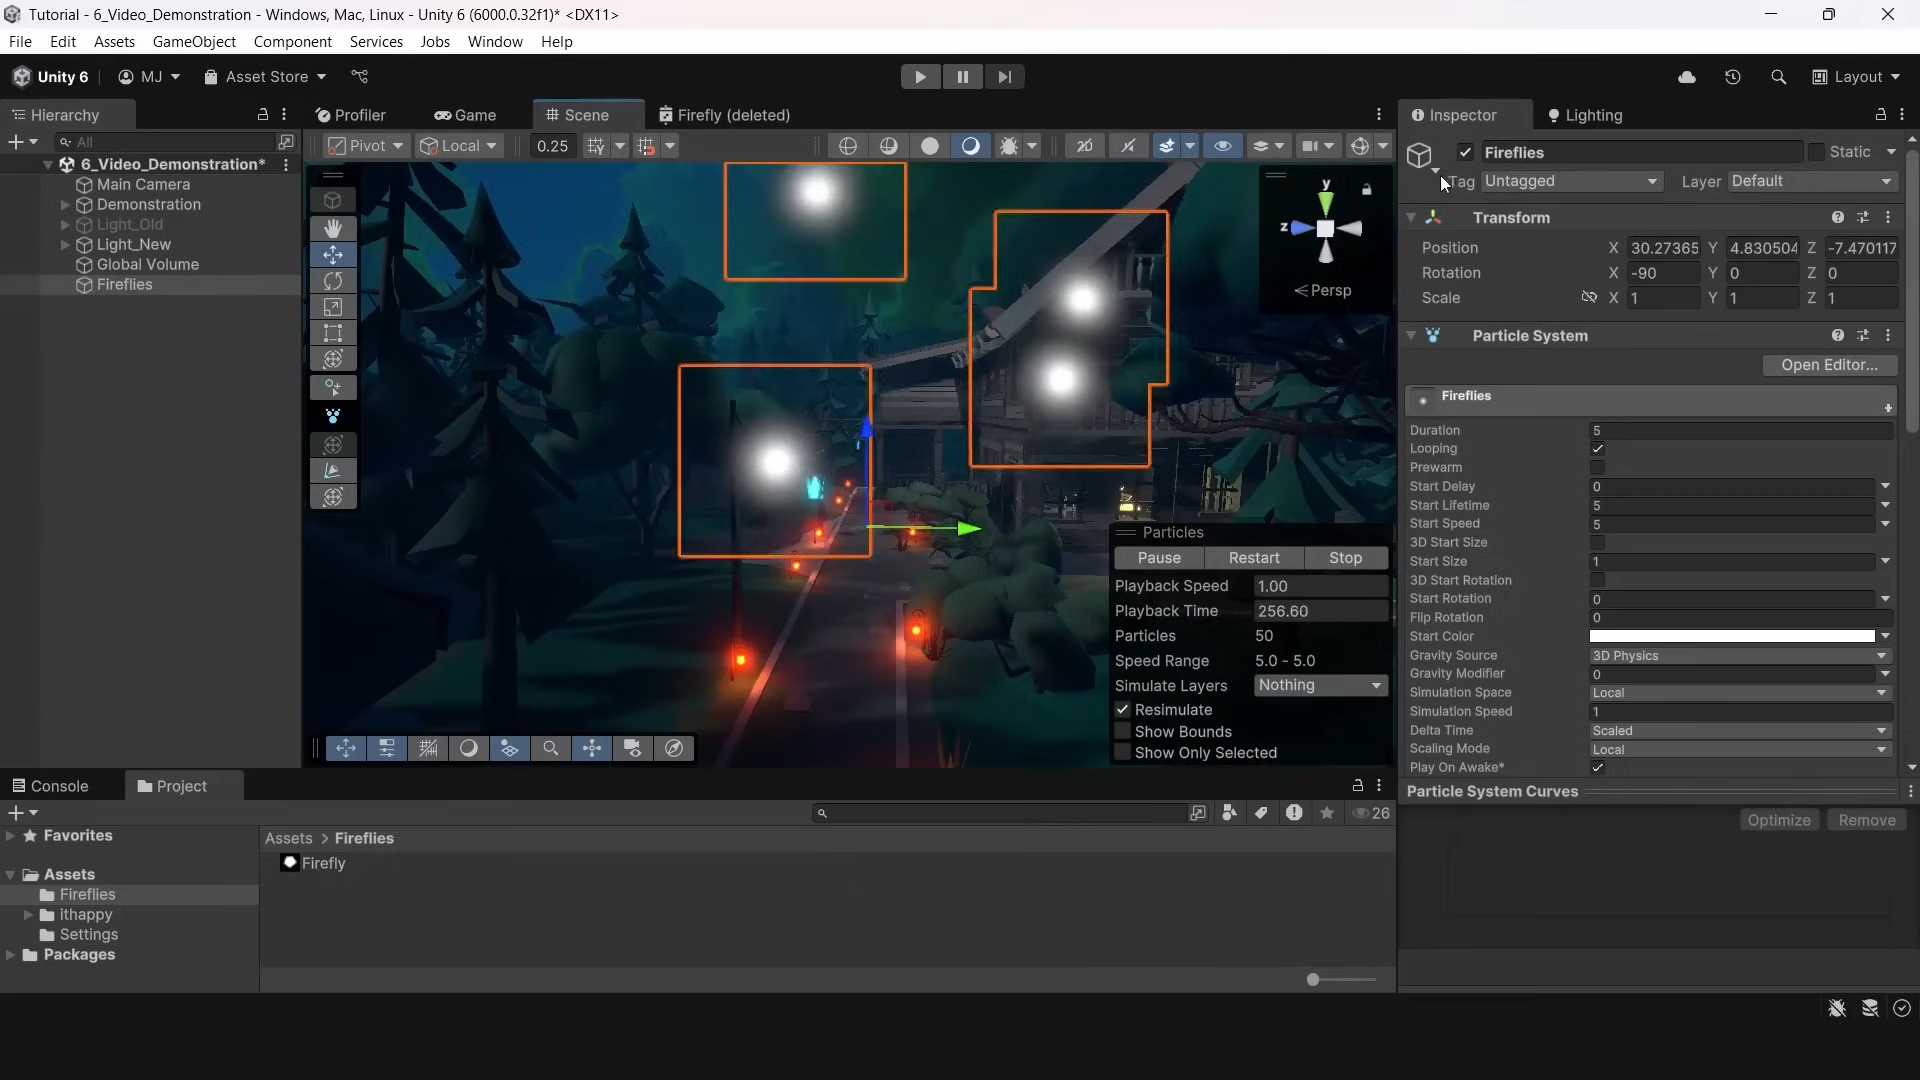 Tutorial - 6_Video_Demonstration - Windows, Mac, Linux - Unity 6 (6000.0.32f1)* <DX11>
File Edit Assets GameObject Component Services Jobs Window Help
Unity 6 MJ Asset Store Layout
Hierarchy
All
6_Video_Demonstration*
Main Camera
Demonstration
Light_Old
Light_New
Global Volume
Fireflies
Profiler Game Scene Firefly (deleted)
Pivot Local 0.25
y
z
Persp
Particles
Pause Restart Stop
Playback Speed 1.00
Playback Time 256.60
Particles 50
Speed Range 5.0 - 5.0
Simulate Layers Nothing
Resimulate
Show Bounds
Show Only Selected
Inspector Lighting
Fireflies Static
Tag Untagged Layer Default
Transform
Position X 30.27365 Y 4.830504 Z -7.470117
Rotation X -90 Y 0 Z 0
Scale X 1 Y 1 Z 1
Particle System
Open Editor...
Fireflies
Duration 5
Looping
Prewarm
Start Delay 0
Start Lifetime 5
Start Speed 5
3D Start Size
Start Size 1
3D Start Rotation
Start Rotation 0
Flip Rotation 0
Start Color
Gravity Source 3D Physics
Gravity Modifier 0
Simulation Space Local
Simulation Speed 1
Delta Time Scaled
Scaling Mode Local
Play On Awake*
Particle System Curves
Optimize Remove
Console Project
26
Favorites
Assets
Fireflies
ithappy
Settings
Packages
Assets > Fireflies
Firefly